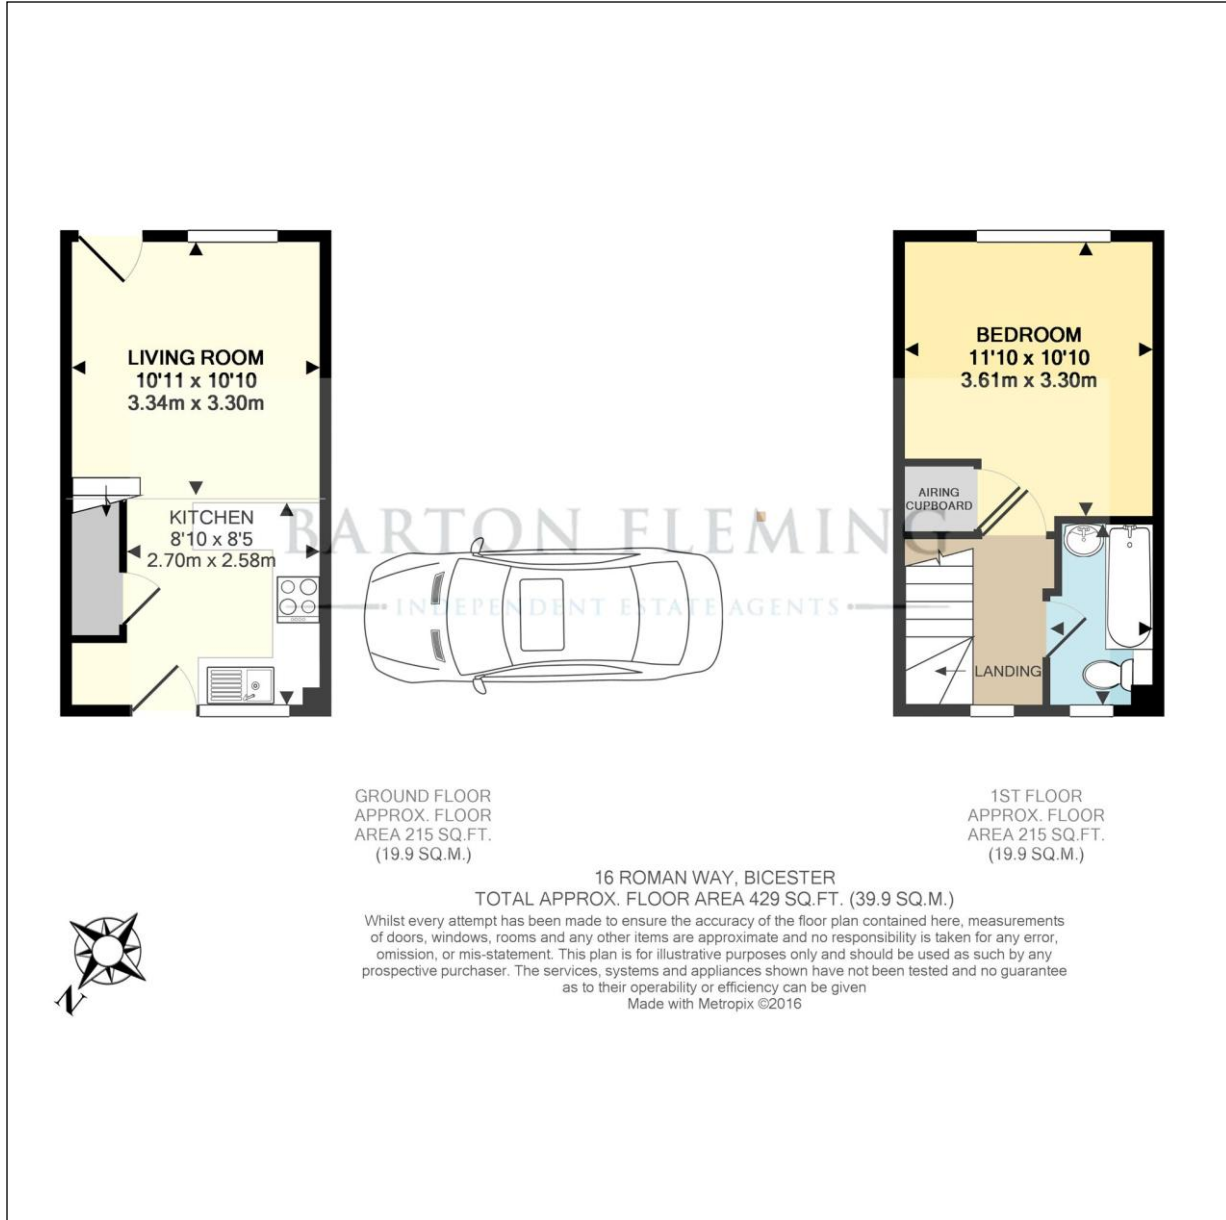 LIVING ROOM
10'11 x 10'10
3.34m x 3.30m
KITCHEN
8'10 x 8'5
2.70m x 2.58m
BEDROOM
11'10 x 10'10
3.61m x 3.30m
AIRING
CUPBOARD
LANDING
BARTON FLEMING
INDEPENDENT ESTATE AGENTS
GROUND FLOOR
APPROX. FLOOR
AREA 215 SQ.FT.
(19.9 SQ.M.)
1ST FLOOR
APPROX. FLOOR
AREA 215 SQ.FT.
(19.9 SQ.M.)
16 ROMAN WAY, BICESTER
TOTAL APPROX. FLOOR AREA 429 SQ.FT. (39.9 SQ.M.)
Whilst every attempt has been made to ensure the accuracy of the floor plan contained here, measurements
of doors, windows, rooms and any other items are approximate and no responsibility is taken for any error,
omission, or mis-statement. This plan is for illustrative purposes only and should be used as such by any
prospective purchaser. The services, systems and appliances shown have not been tested and no guarantee
as to their operability or efficiency can be given
Made with Metropix ©2016
N